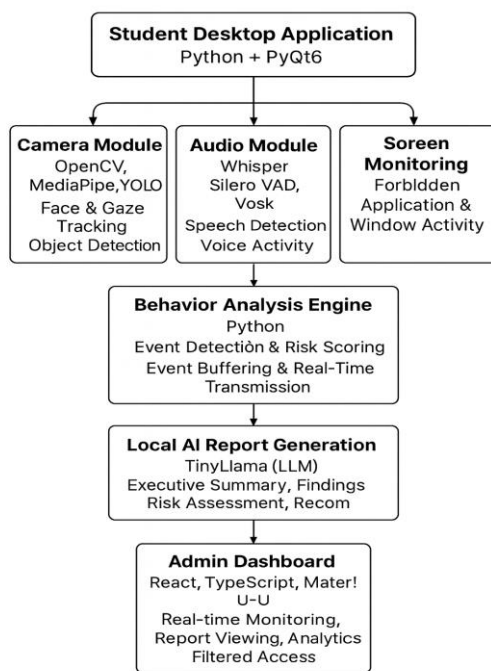 Student Desktop Application
Python + PyQt6
Camera Module
OpenCV,
MediaPipe,YOLO
Face & Gaze
Tracking
Object Detection
Audio Module
Whisper
Silero VAD,
Vosk
Speech Detection
Voice Activity
Soreen
Monitoring
Forbldden
Application &
Window Activity
Behavior Analysis Engine
Python
Event Detectiòn & Risk Scoring
Event Buffering & Real-Time
Transmission
Local AI Report Generation
TinyLlama (LLM)
Executive Summary, Findings
Risk Assessment, Recom
Admin Dashboard
React, TypeScript, Mater!
U-U
Real-time Monitoring,
Report Viewing, Analytics
Filtered Access